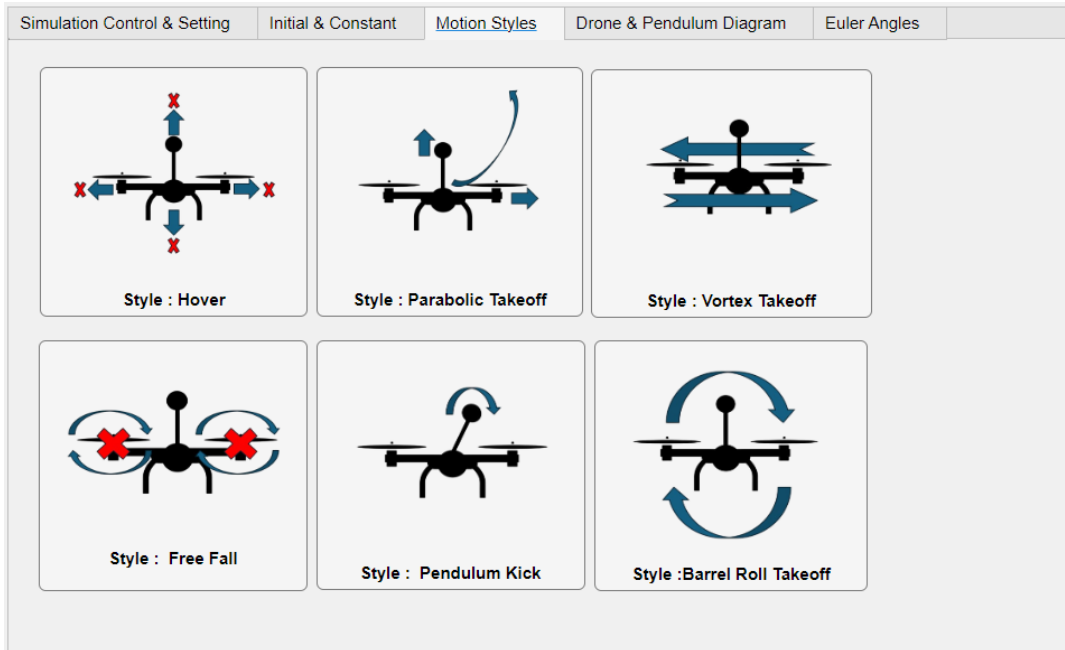 Simulation Control & Setting
Initial & Constant
Motion Styles
Drone & Pendulum Diagram
Euler Angles
Style : Hover
Style : Parabolic Takeoff
Style : Vortex Takeoff
Style :  Free Fall
Style :  Pendulum Kick
Style :Barrel Roll Takeoff